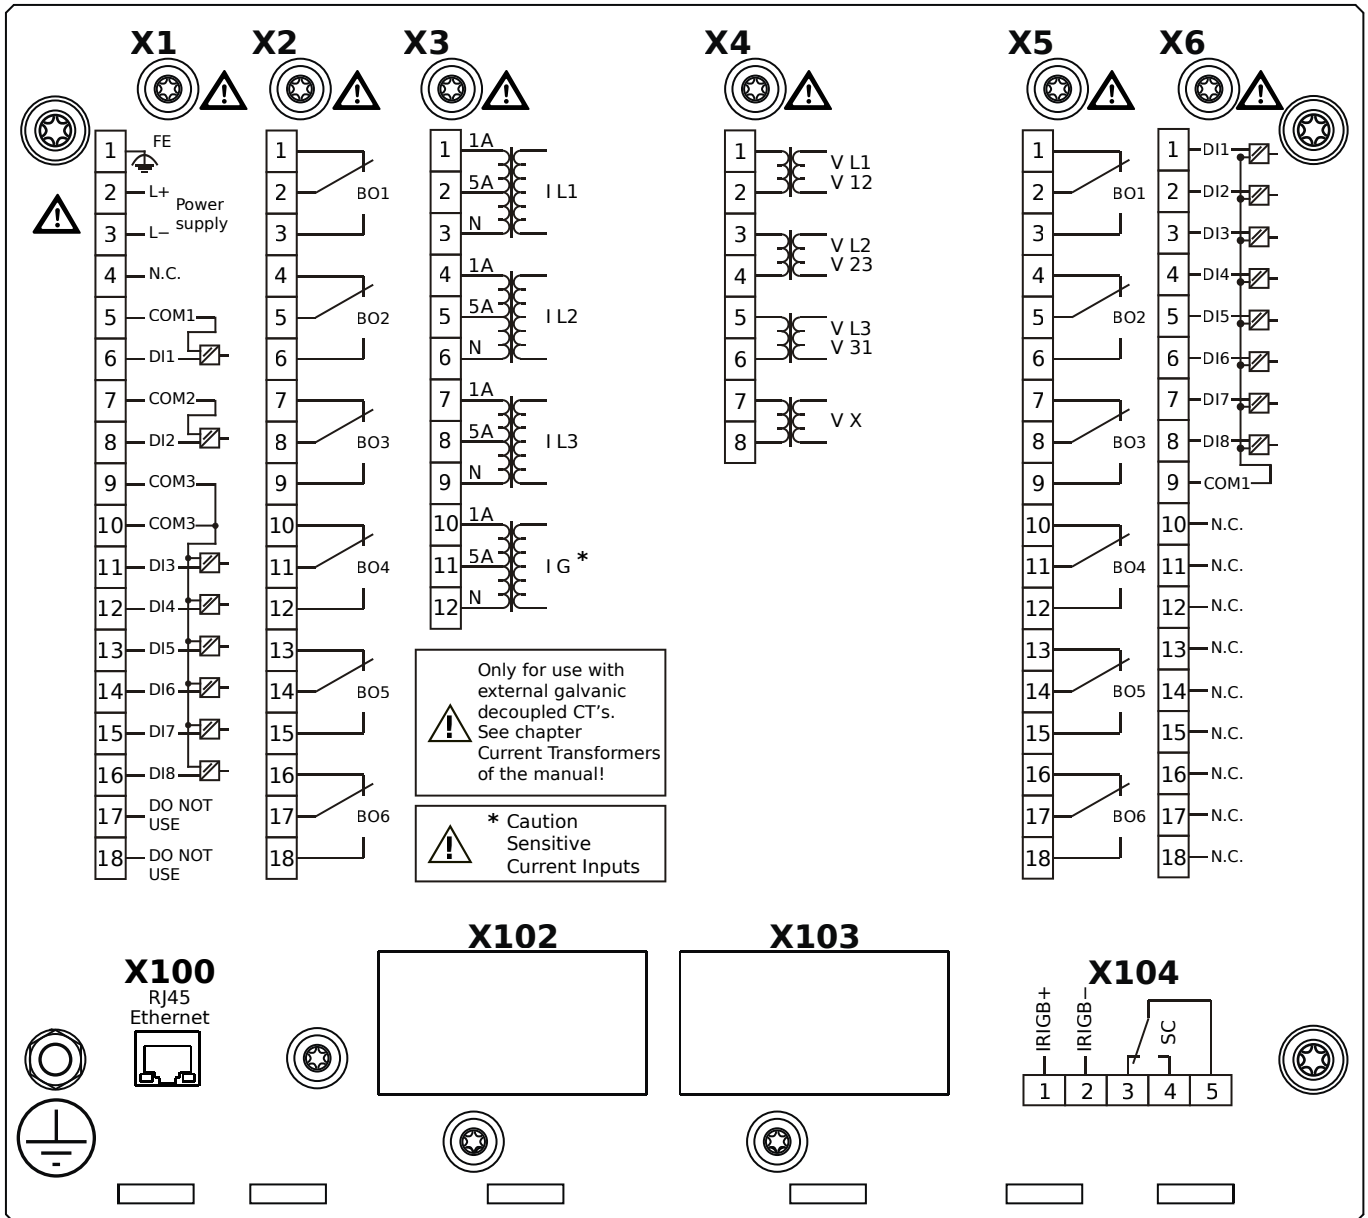 X1
X2
X3
X4
X5
X6
1 FE
2 L+
Power
supply
3 L−
4 N.C.
5 COM1
6 DI1
7 COM2
8 DI2
9 COM3
10 COM3
11 DI3
12 DI4
13 DI5
14 DI6
15 DI7
16 DI8
17 DO NOT
USE
18 DO NOT
USE
1
2 BO1
3
4
5 BO2
6
7
8 BO3
9
10
11 BO4
12
13
14 BO5
15
16
17 BO6
18
1 1A
2 5A I L1
3 N
4 1A
5 5A I L2
6 N
7 1A
8 5A I L3
9 N
10 1A
11 5A I G *
12 N
Only for use with
external galvanic
decoupled CT's.
See chapter
Current Transformers
of the manual!
* Caution
Sensitive
Current Inputs
1 V L1
2 V 12
3 V L2
4 V 23
5 V L3
6 V 31
7 V X
8
1
2 BO1
3
4
5 BO2
6
7
8 BO3
9
10
11 BO4
12
13
14 BO5
15
16
17 BO6
18
1 DI1
2 DI2
3 DI3
4 DI4
5 DI5
6 DI6
7 DI7
8 DI8
9 COM1
10 N.C.
11 N.C.
12 N.C.
13 N.C.
14 N.C.
15 N.C.
16 N.C.
17 N.C.
18 N.C.
X100
RJ45
Ethernet
X102
X103
X104
IRIGB+
IRIGB−
SC
1 2 3 4 5